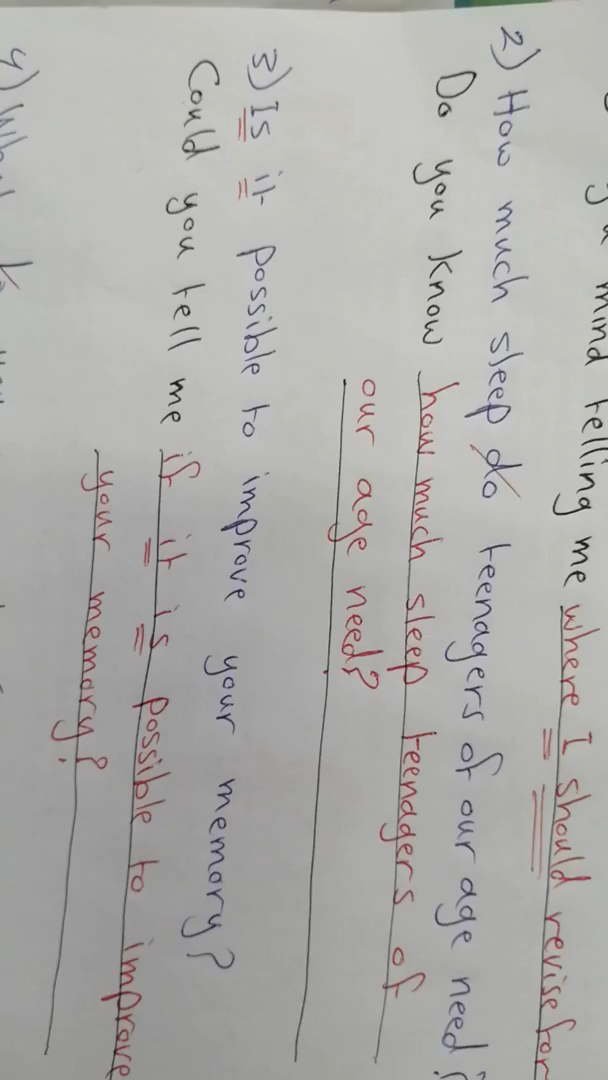 mind telling me where I should revise for
2) How much sleep do teenagers of our age need?
Do you know how much sleep teenagers of
our age need?
3) Is it possible to improve your memory?
Could you tell me if it is possible to improve
your memory?
4)